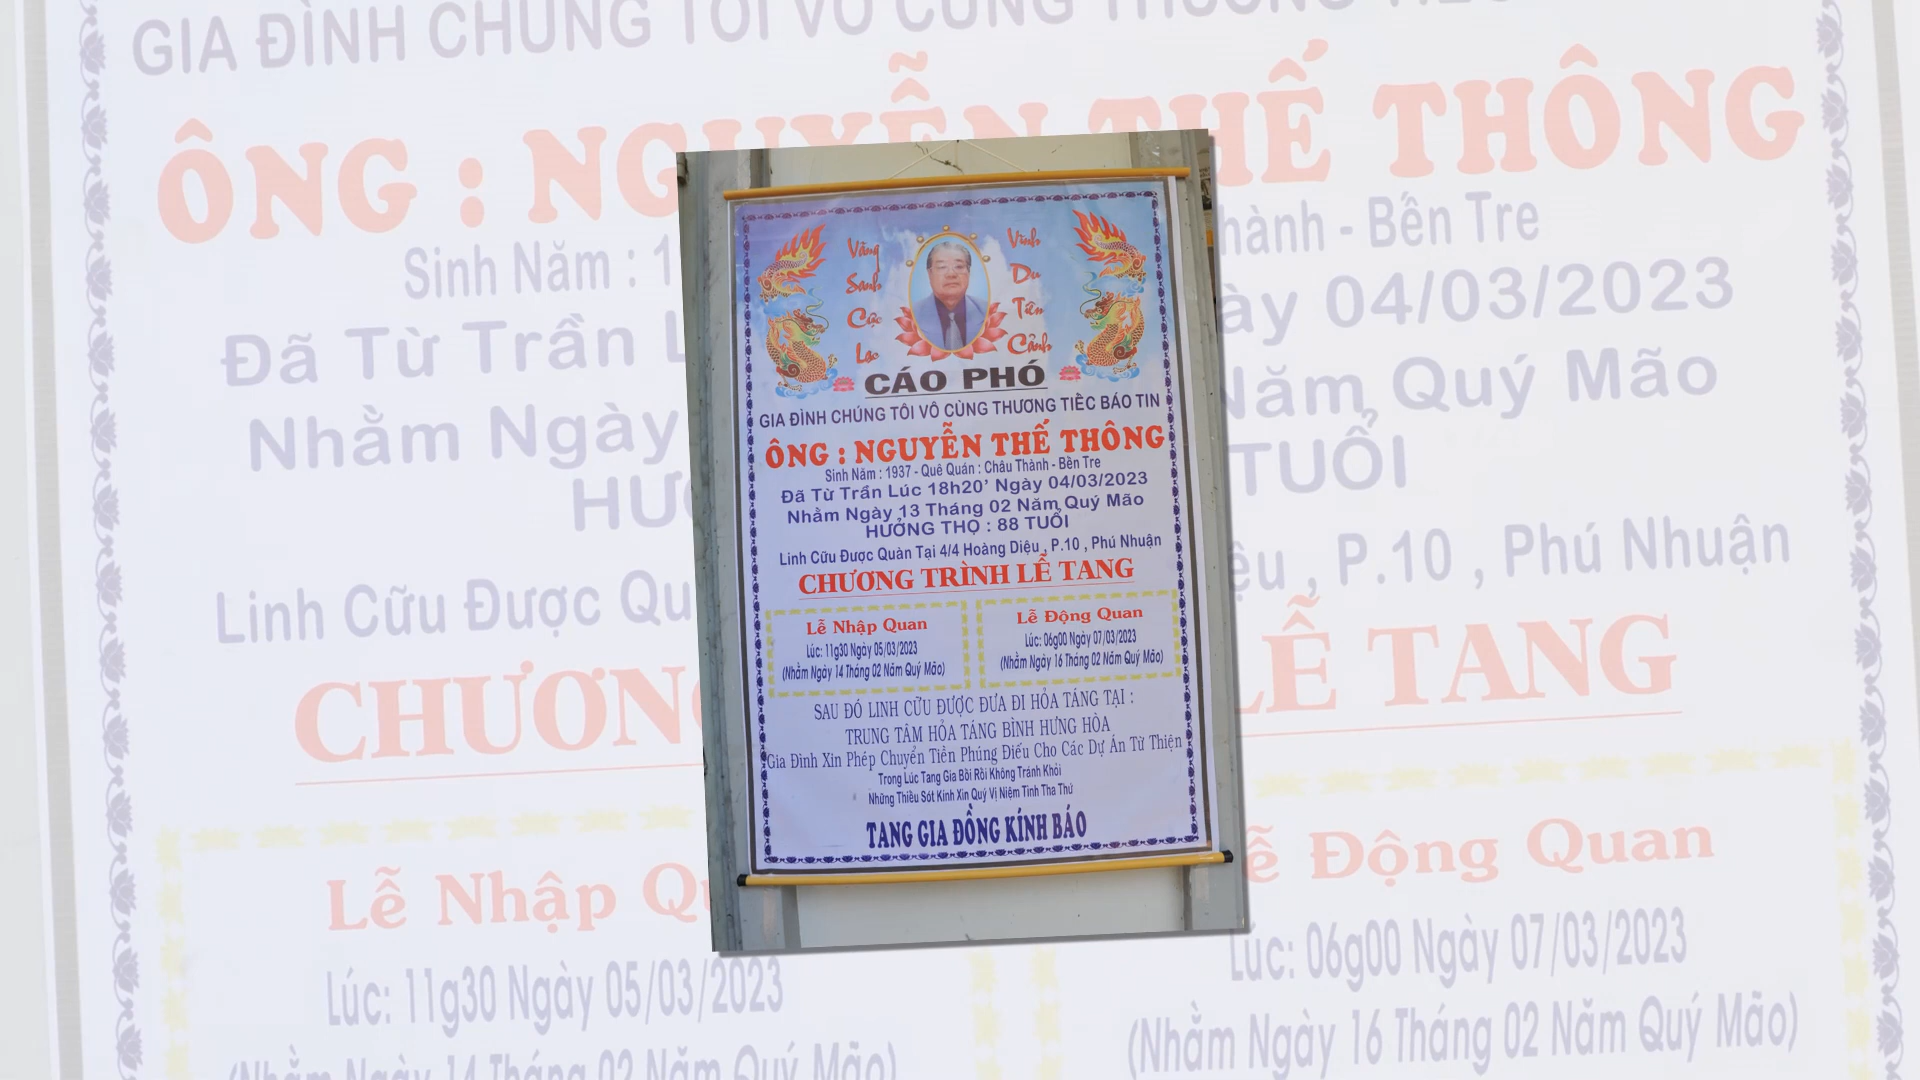 Vãng
Sanh
Cực
Lạc
Vĩnh
Du
Tiên
Cảnh
CÁO PHÓ
GIA ĐÌNH CHÚNG TÔI VÔ CÙNG THƯƠNG TIẾC BÁO TIN
ÔNG : NGUYỄN THẾ THÔNG
Sinh Năm : 1937 - Quê Quán : Châu Thành - Bến Tre
Đã Từ Trần Lúc 18h20' Ngày 04/03/2023
Nhằm Ngày 13 Tháng 02 Năm Quý Mão
HƯỞNG THỌ : 88 TUỔI
Linh Cữu Được Quàn Tại 4/4 Hoàng Diệu , P.10 , Phú Nhuận
CHƯƠNG TRÌNH LỄ TANG
Lễ Nhập Quan
Lúc: 11g30 Ngày 05/03/2023
(Nhằm Ngày 14 Tháng 02 Năm Quý Mão)
Lễ Động Quan
Lúc: 06g00 Ngày 07/03/2023
(Nhằm Ngày 16 Tháng 02 Năm Quý Mão)
SAU ĐÓ LINH CỮU ĐƯỢC ĐƯA ĐI HỎA TÁNG TẠI :
TRUNG TÂM HỎA TÁNG BÌNH HƯNG HÒA
Gia Đình Xin Phép Chuyển Tiền Phúng Điếu Cho Các Dự Án Từ Thiện
Trong Lúc Tang Gia Bối Rối Không Tránh Khỏi
Những Thiếu Sót Kính Xin Quý Vị Niệm Tình Tha Thứ
TANG GIA ĐỒNG KÍNH BÁO